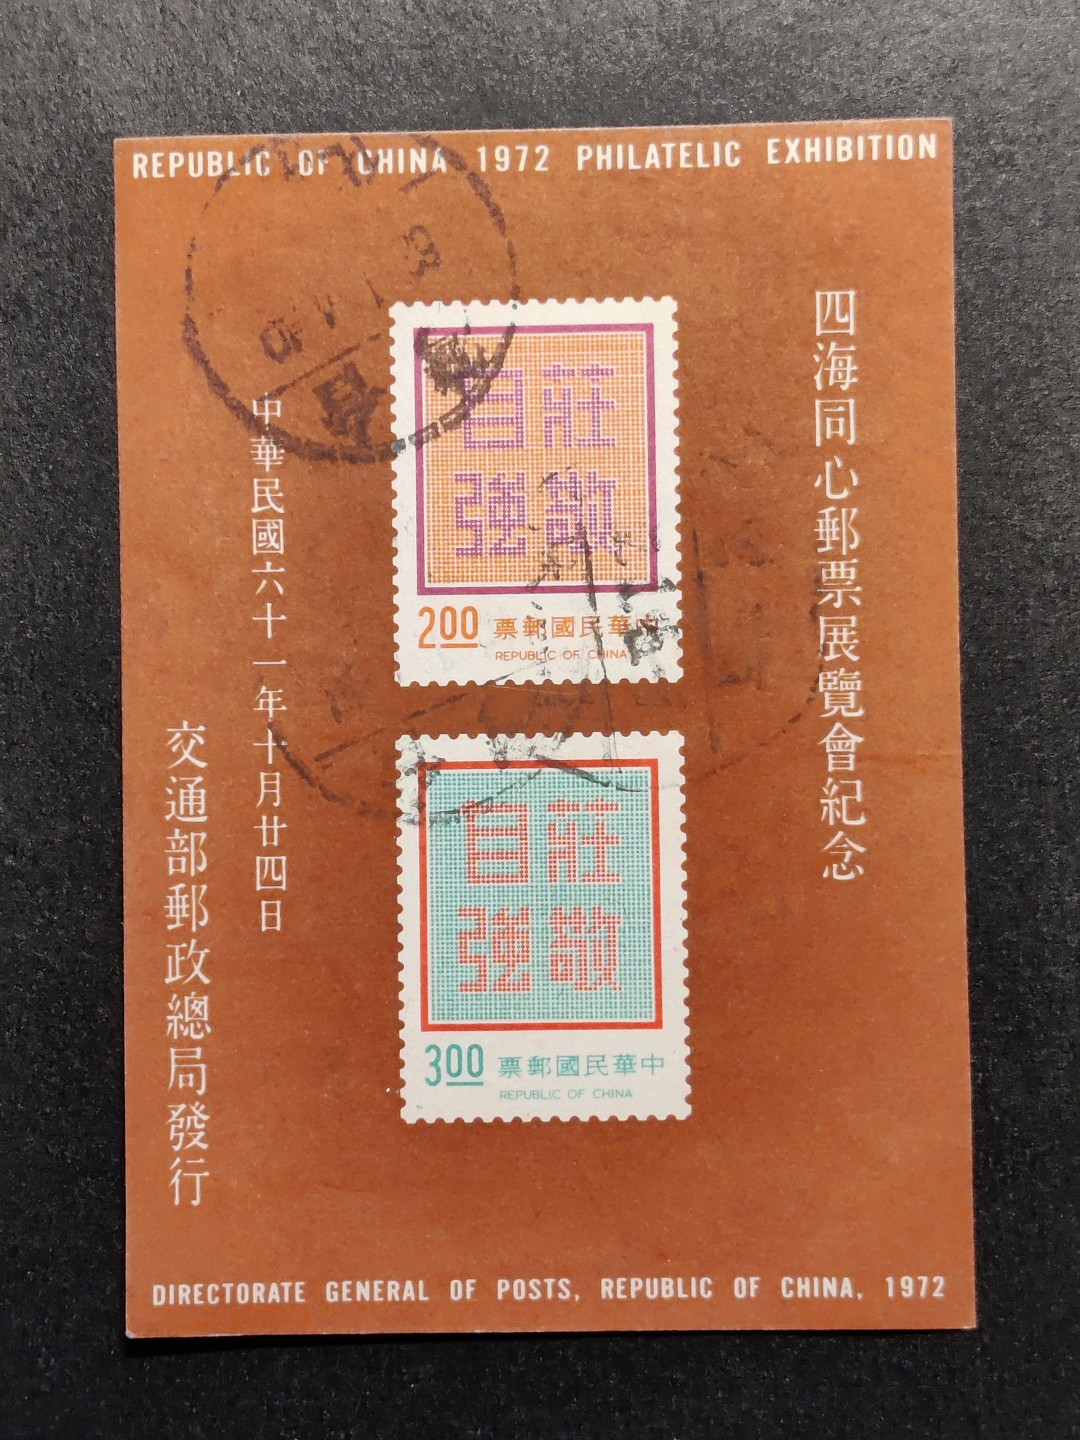 REPUBLIC OF CHINA 1972 PHILATELIC EXHIBITION
四海同心郵票展覽會紀念
自莊
強敬
2.00 票郵國民華中
REPUBLIC OF CHINA
自莊
強敬
3.00 票郵國民華中
REPUBLIC OF CHINA
中華民國六十一年十月廿四日
交通部郵政總局發行
DIRECTORATE GENERAL OF POSTS, REPUBLIC OF CHINA, 1972